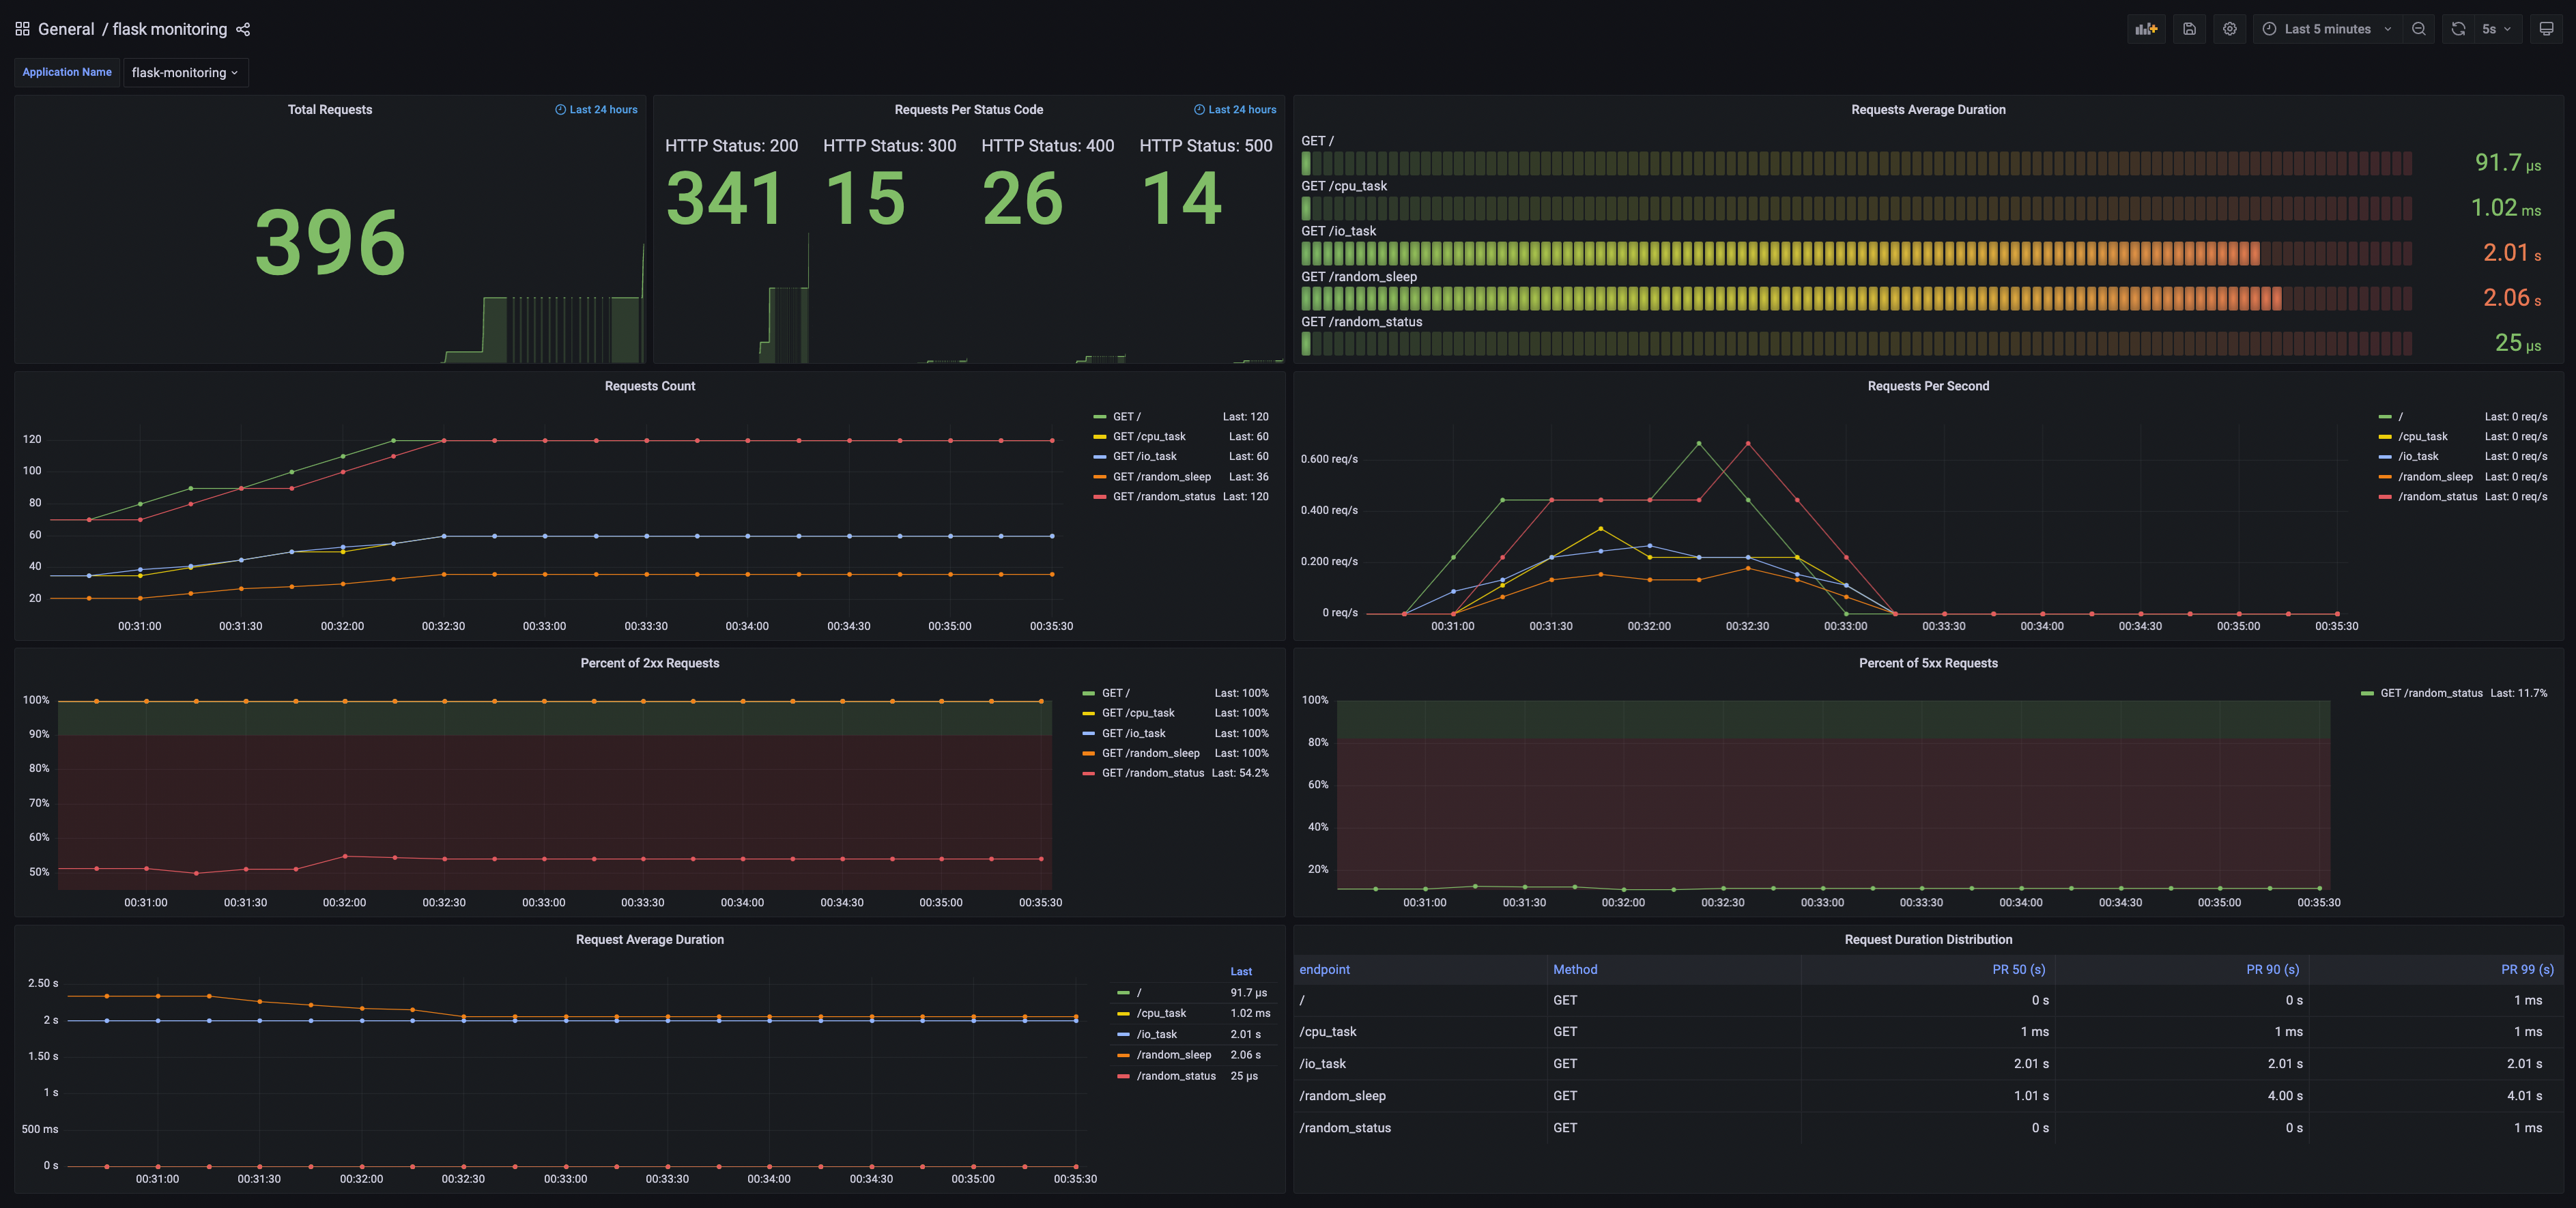 General / flask monitoring
Last 5 minutes
5s
Application Name
flask-monitoring
Total Requests
Last 24 hours
396
Requests Per Status Code
Last 24 hours
HTTP Status: 200
HTTP Status: 300
HTTP Status: 400
HTTP Status: 500
341
15
26
14
Requests Average Duration
GET /
91.7 µs
GET /cpu_task
1.02 ms
GET /io_task
2.01 s
GET /random_sleep
2.06 s
GET /random_status
25 µs
Requests Count
120
100
80
60
40
20
00:31:00
00:31:30
00:32:00
00:32:30
00:33:00
00:33:30
00:34:00
00:34:30
00:35:00
00:35:30
GET / Last: 120
GET /cpu_task Last: 60
GET /io_task Last: 60
GET /random_sleep Last: 36
GET /random_status Last: 120
Requests Per Second
0.600 req/s
0.400 req/s
0.200 req/s
0 req/s
00:31:00
00:31:30
00:32:00
00:32:30
00:33:00
00:33:30
00:34:00
00:34:30
00:35:00
00:35:30
/ Last: 0 req/s
/cpu_task Last: 0 req/s
/io_task Last: 0 req/s
/random_sleep Last: 0 req/s
/random_status Last: 0 req/s
Percent of 2xx Requests
100%
90%
80%
70%
60%
50%
00:31:00
00:31:30
00:32:00
00:32:30
00:33:00
00:33:30
00:34:00
00:34:30
00:35:00
00:35:30
GET / Last: 100%
GET /cpu_task Last: 100%
GET /io_task Last: 100%
GET /random_sleep Last: 100%
GET /random_status Last: 54.2%
Percent of 5xx Requests
100%
80%
60%
40%
20%
00:31:00
00:31:30
00:32:00
00:32:30
00:33:00
00:33:30
00:34:00
00:34:30
00:35:00
00:35:30
GET /random_status Last: 11.7%
Request Average Duration
2.50 s
2 s
1.50 s
1 s
500 ms
0 s
00:31:00
00:31:30
00:32:00
00:32:30
00:33:00
00:33:30
00:34:00
00:34:30
00:35:00
00:35:30
Last
/ 91.7 µs
/cpu_task 1.02 ms
/io_task 2.01 s
/random_sleep 2.06 s
/random_status 25 µs
Request Duration Distribution
endpoint Method PR 50 (s) PR 90 (s) PR 99 (s)
/ GET 0 s 0 s 1 ms
/cpu_task GET 1 ms 1 ms 1 ms
/io_task GET 2.01 s 2.01 s 2.01 s
/random_sleep GET 1.01 s 4.00 s 4.01 s
/random_status GET 0 s 0 s 1 ms